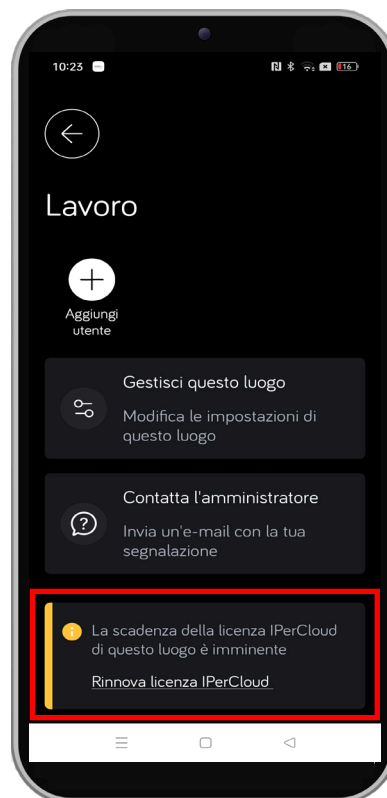 10:23
16
Lavoro
Aggiungi
utente
Gestisci questo luogo
Modifica le impostazioni di
questo luogo
Contatta l'amministratore
Invia un'e-mail con la tua
segnalazione
La scadenza della licenza IPerCloud
di questo luogo è imminente
Rinnova licenza IPerCloud